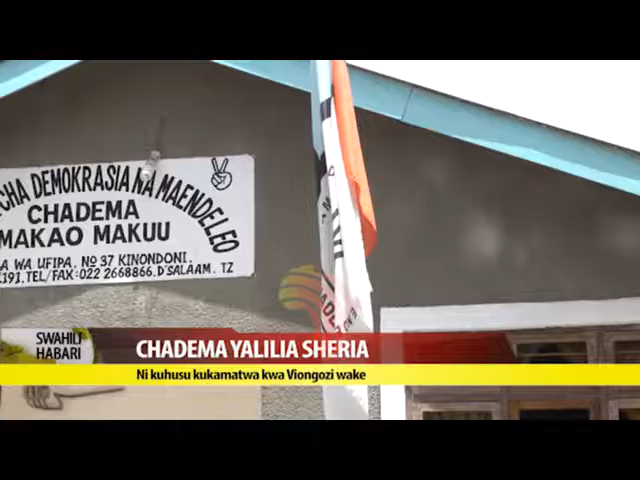 CHA DEMOKRASIA NA MAENDELEO
CHADEMA
MAKAO MAKUU
WA UFIPA. NO 37 KINONDONI.
191.TEL/FAX:022 2668866,D'SALAAM. TZ
SWAHILI
HABARI
CHADEMA YALILIA SHERIA
Ni kuhusu kukamatwa kwa Viongozi wake